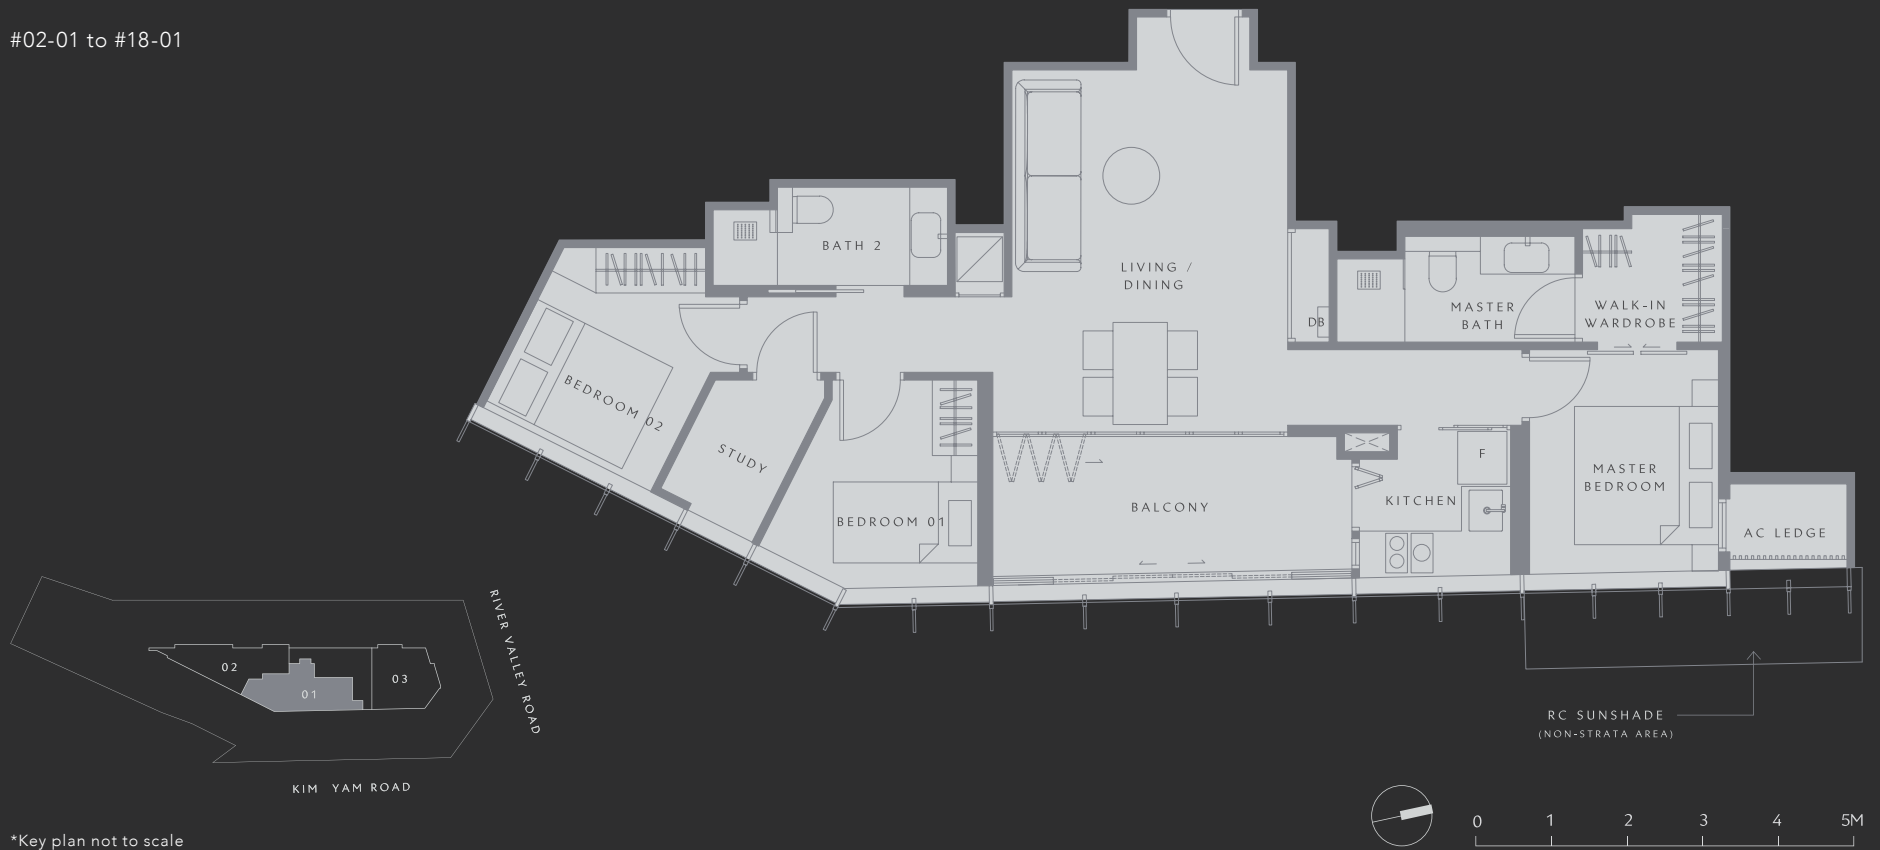 #02-01 to #18-01
BATH 2
LIVING /
DINING
DB
MASTER
BATH
WALK-IN
WARDROBE
BEDROOM 02
STUDY
BEDROOM 01
BALCONY
KITCHEN
F
MASTER
BEDROOM
AC LEDGE
RC SUNSHADE
(NON-STRATA AREA)
02
01
03
RIVER VALLEY ROAD
KIM YAM ROAD
*Key plan not to scale
0 1 2 3 4 5M